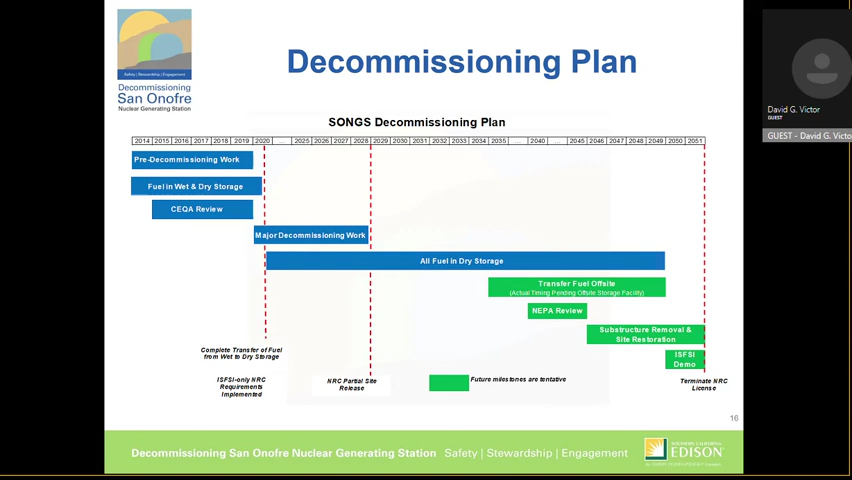 Decommissioning Plan
Safety | Stewardship | Engagement
Decommissioning
San Onofre
Nuclear Generating Station
David G. Victor
GUEST
GUEST - David G. Victo
SONGS Decommissioning Plan
2014 2015 2016 2017 2018 2019 2020 ... 2025 2026 2027 2028 2029 2030 2031 2032 2033 2034 2035 ... 2040 ... 2045 2046 2047 2048 2049 2050 2051
Pre-Decommissioning Work
Fuel in Wet & Dry Storage
CEQA Review
Major Decommissioning Work
All Fuel in Dry Storage
Transfer Fuel Offsite
(Actual Timing Pending Offsite Storage Facility)
NEPA Review
Substructure Removal &
Site Restoration
ISFSI
Demo
Complete Transfer of Fuel
from Wet to Dry Storage
ISFSI-only NRC
Requirements
Implemented
NRC Partial Site
Release
Future milestones are tentative
Terminate NRC
License
16
Decommissioning San Onofre Nuclear Generating Station Safety | Stewardship | Engagement
SOUTHERN CALIFORNIA
EDISON